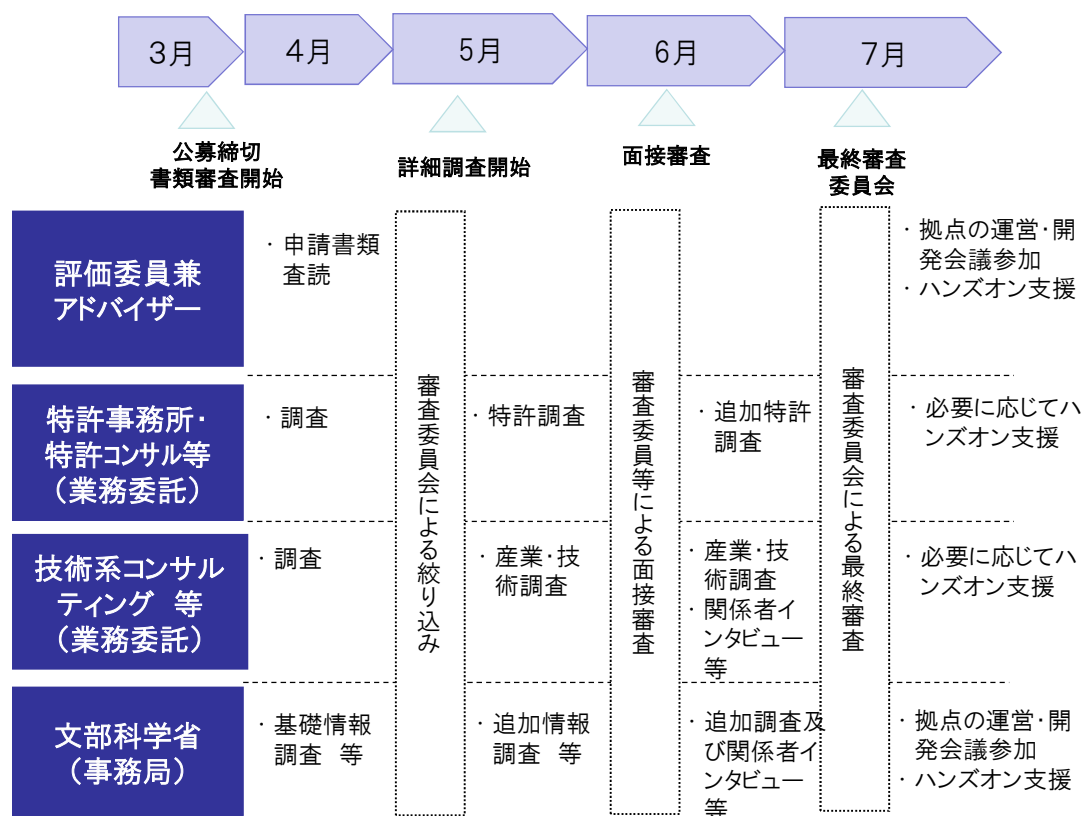 3月
4月
5月
6月
7月
公募締切
書類審査開始
詳細調査開始
面接審査
最終審査
委員会
評価委員兼
アドバイザー
・申請書類
査読
・拠点の運営・開
発会議参加
・ハンズオン支援
審査委員会による絞り込み
審査委員等による面接審査
審査委員会による最終審査
特許事務所・
特許コンサル等
(業務委託)
・調査
・特許調査
・追加特許
調査
・必要に応じてハ
ンズオン支援
技術系コンサル
ティング 等
(業務委託)
・調査
・産業・技
術調査
・産業・技
術調査
・関係者イ
ンタビュー
等
・必要に応じてハ
ンズオン支援
文部科学省
(事務局)
・基礎情報
調査 等
・追加情報
調査 等
・追加調査及
び関係者イ
ンタビュー
等
・拠点の運営・開
発会議参加
・ハンズオン支援